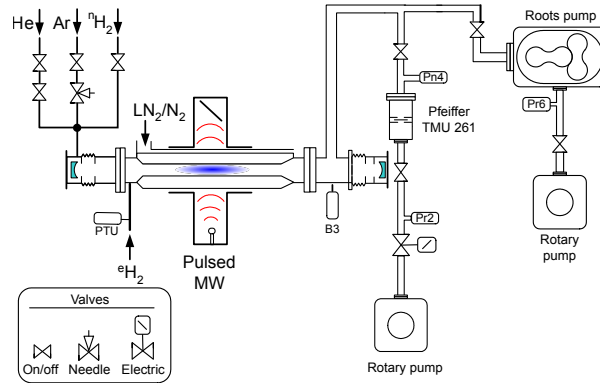 He Ar ⁿH₂
Roots pump
Pn4
Pfeiffer
TMU 261
Pr6
LN₂/N₂
PTU
B3
Pr2
ᵉH₂
Pulsed
MW
Rotary
pump
Valves
On/off Needle Electric
Rotary pump